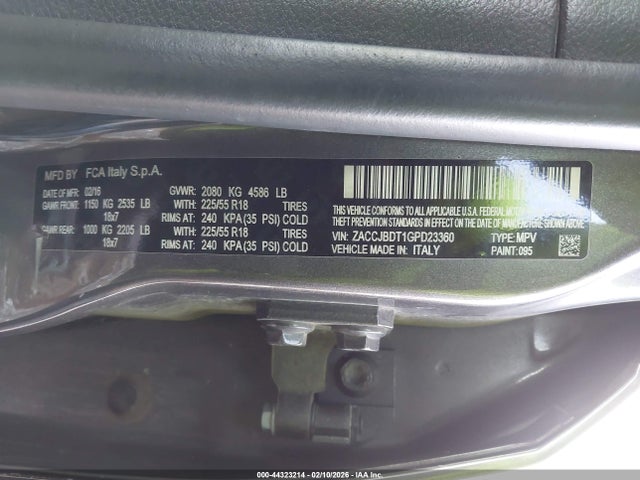 MFD BY FCA Italy S.p.A.
DATE OF MFR 02/16 GVWR: 2080 KG 4586 LB
GAWR FRONT: 1150 KG 2535 LB WITH: 225/55 R18 TIRES
18x7 RIMS AT: 240 KPA (35 PSI) COLD
GAWR REAR: 1000 KG 2205 LB WITH: 225/55 R18 TIRES
18x7 RIMS AT: 240 KPA (35 PSI) COLD
THIS VEHICLE CONFORMS TO ALL APPLICABLE U.S.A. FEDERAL
MOTOR VEHICLE SAFETY, BUMPER, AND THEFT
PREVENTION STANDARDS IN EFFECT ON THE DATE OF
MANUFACTURE SHOWN ABOVE.
VIN: ZACCJBDT1GPD23360 TYPE: MPV
VEHICLE MADE IN: ITALY PAINT: 095
000-44323214 - 02/10/2026 - IAA Inc.